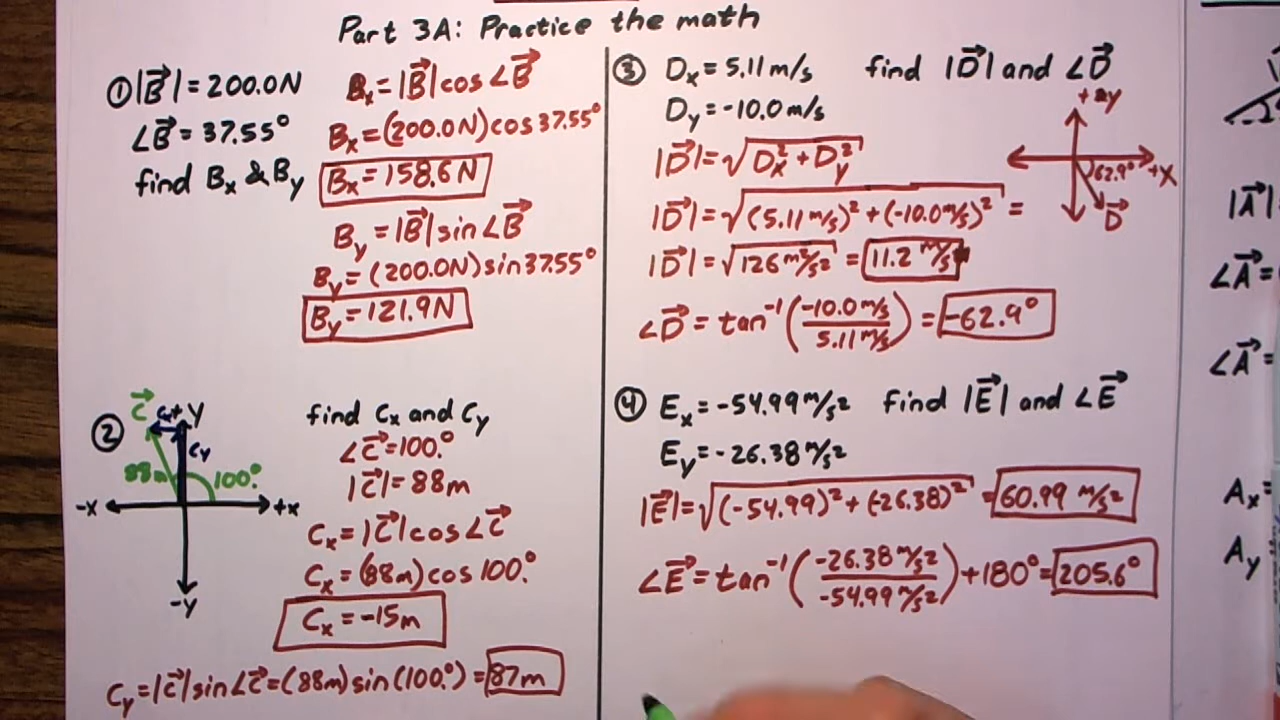 Part 3A: Practice the math
① |B⃗| = 200.0N
∠B⃗ = 37.55°
find Bx & By
Bx = |B⃗| cos ∠B⃗
Bx = (200.0N) cos 37.55°
Bx = 158.6 N
By = |B⃗| sin ∠B⃗
By = (200.0N) sin 37.55°
By = 121.9N
②
C⃗
Cx
+y
Cy
88m
100.°
-x
+x
-y
find Cx and Cy
∠C⃗ = 100.°
|C⃗| = 88m
Cx = |C⃗| cos ∠C⃗
Cx = (88m) cos 100.°
Cx = -15m
Cy = |C⃗| sin ∠C⃗ = (88m) sin (100.°) = 87m
③ Dx = 5.11 m/s find |D⃗| and ∠D⃗
Dy = -10.0 m/s
|D⃗| = √(Dx² + Dy²)
|D⃗| = √((5.11 m/s)² + (-10.0 m/s)²) =
|D⃗| = √(126 m²/s²) = 11.2 m/s
∠D⃗ = tan⁻¹(-10.0 m/s / 5.11 m/s) = -62.9°
+y
62.9°
+x
D⃗
④ Ex = -54.99 m/s² find |E⃗| and ∠E⃗
Ey = -26.38 m/s²
|E⃗| = √((-54.99)² + (-26.38)²) = 60.99 m/s²
∠E⃗ = tan⁻¹(-26.38 m/s² / -54.99 m/s²) + 180° = 205.6°
|A⃗|
∠A⃗ =
∠A⃗ =
Ax =
Ay =